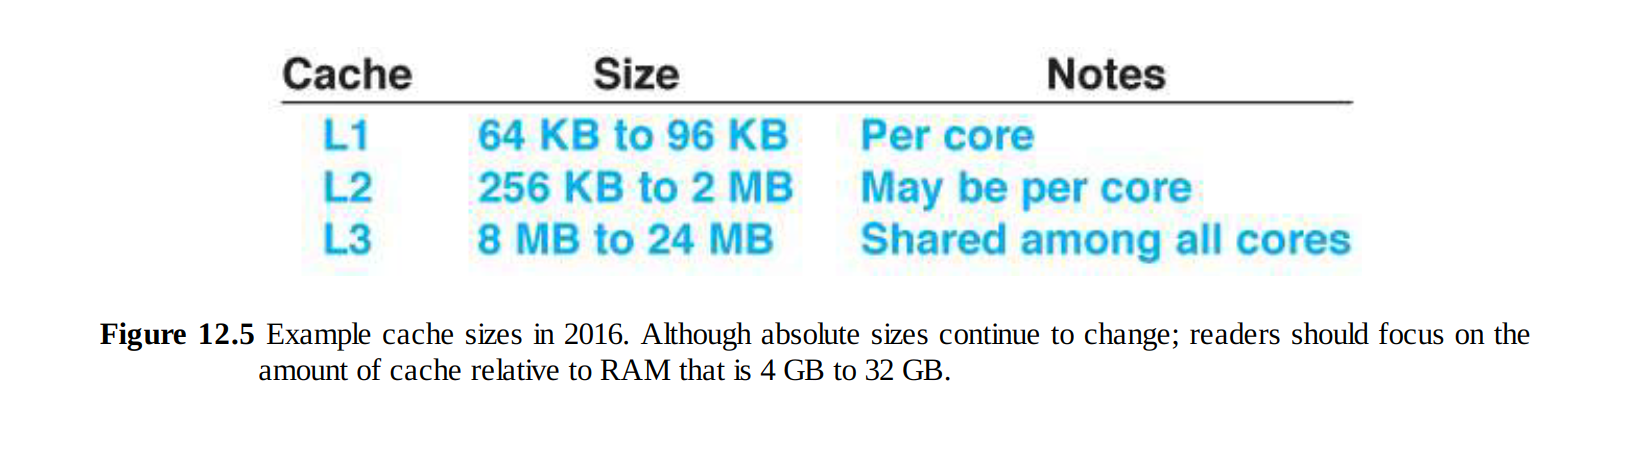 Cache Size Notes
L1 64 KB to 96 KB Per core
L2 256 KB to 2 MB May be per core
L3 8 MB to 24 MB Shared among all cores
Figure 12.5 Example cache sizes in 2016. Although absolute sizes continue to change; readers should focus on the
amount of cache relative to RAM that is 4 GB to 32 GB.